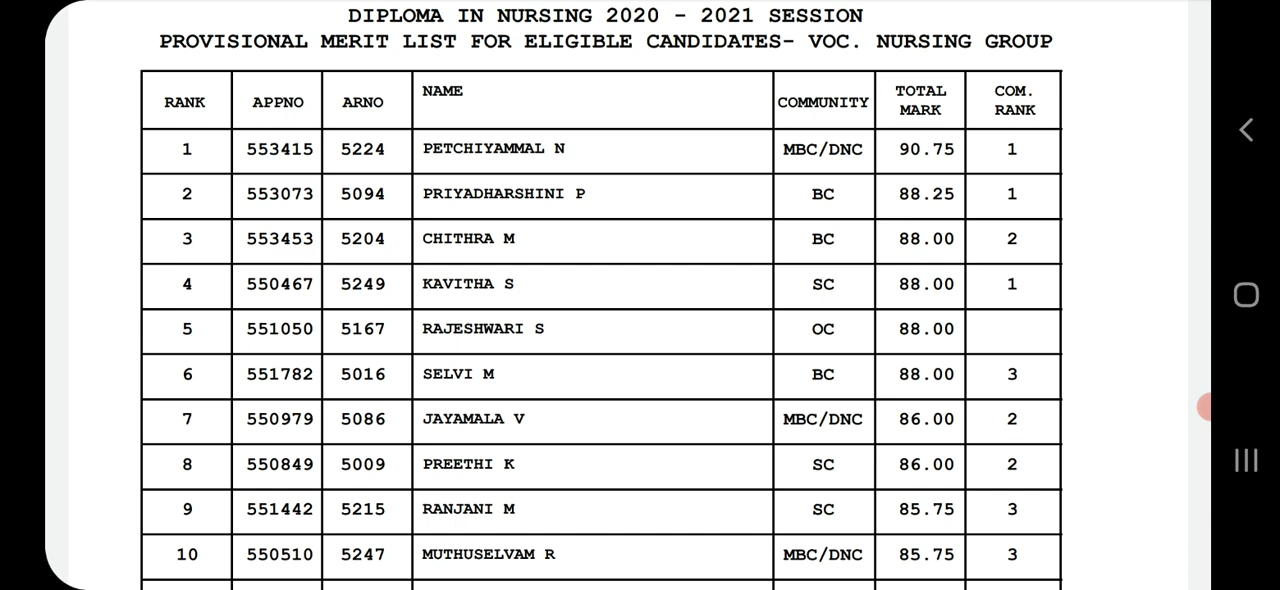 DIPLOMA IN NURSING 2020 - 2021 SESSION
PROVISIONAL MERIT LIST FOR ELIGIBLE CANDIDATES- VOC. NURSING GROUP
RANK APPNO ARNO NAME COMMUNITY TOTAL MARK COM. RANK
1 553415 5224 PETCHIYAMMAL N MBC/DNC 90.75 1
2 553073 5094 PRIYADHARSHINI P BC 88.25 1
3 553453 5204 CHITHRA M BC 88.00 2
4 550467 5249 KAVITHA S SC 88.00 1
5 551050 5167 RAJESHWARI S OC 88.00
6 551782 5016 SELVI M BC 88.00 3
7 550979 5086 JAYAMALA V MBC/DNC 86.00 2
8 550849 5009 PREETHI K SC 86.00 2
9 551442 5215 RANJANI M SC 85.75 3
10 550510 5247 MUTHUSELVAM R MBC/DNC 85.75 3